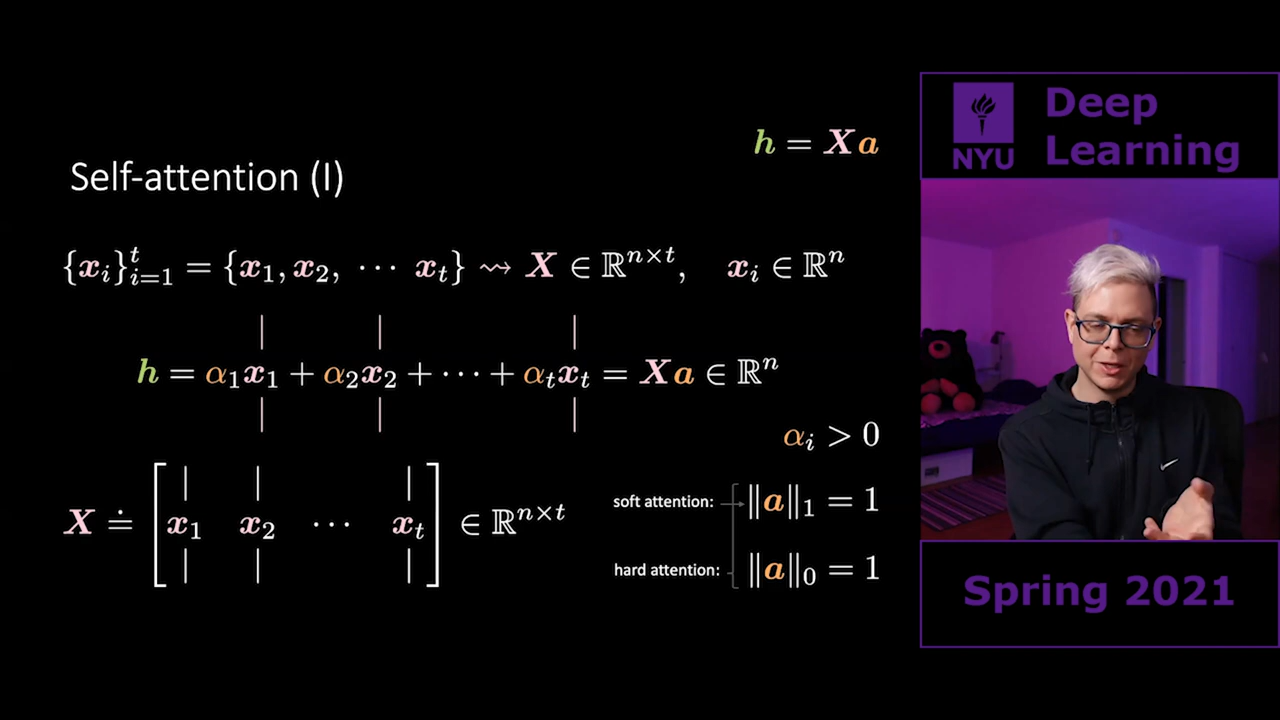 h = Xa
Self-attention (I)
{x_i}_{i=1}^t = {x_1, x_2, ⋯ x_t} ⇝ X ∈ ℝ^{n×t}, x_i ∈ ℝ^n
h = α_1x_1 + α_2x_2 + ⋯ + α_tx_t = Xa ∈ ℝ^n
α_i > 0
soft attention: ‖a‖_1 = 1
X ≐ [x_1 x_2 ⋯ x_t] ∈ ℝ^{n×t}
hard attention: ‖a‖_0 = 1
NYU
Deep
Learning
Spring 2021